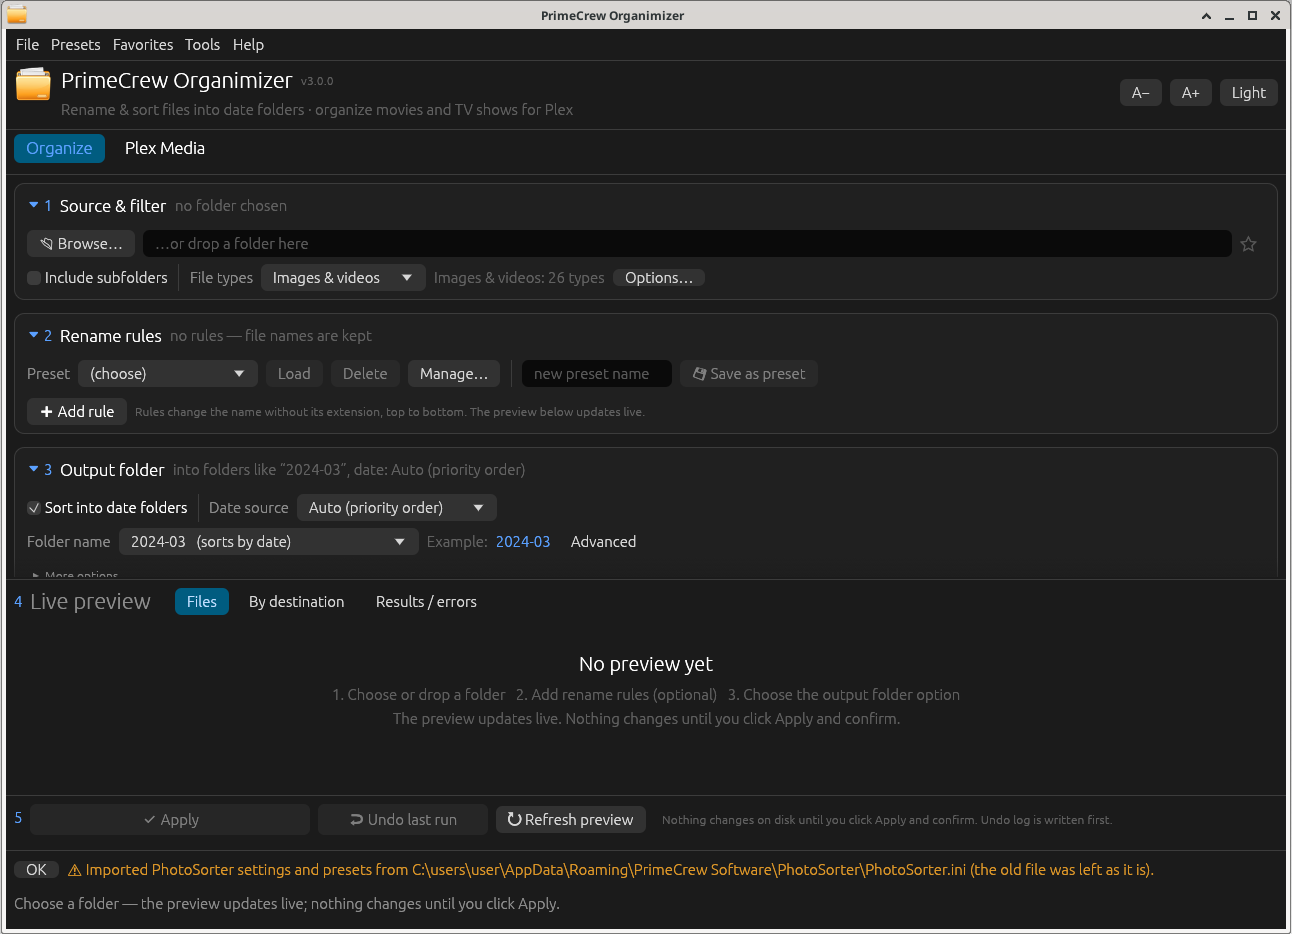 PrimeCrew Organimizer
File Presets Favorites Tools Help
PrimeCrew Organimizer v3.0.0
Rename & sort files into date folders · organize movies and TV shows for Plex
A− A+ Light
Organize Plex Media
1 Source & filter no folder chosen
Browse… …or drop a folder here
Include subfolders File types Images & videos Images & videos: 26 types Options…
2 Rename rules no rules — file names are kept
Preset (choose) Load Delete Manage… new preset name Save as preset
Add rule Rules change the name without its extension, top to bottom. The preview below updates live.
3 Output folder into folders like “2024-03”, date: Auto (priority order)
Sort into date folders Date source Auto (priority order)
Folder name 2024-03 (sorts by date) Example: 2024-03 Advanced
More options
4 Live preview Files By destination Results / errors
No preview yet
1. Choose or drop a folder 2. Add rename rules (optional) 3. Choose the output folder option
The preview updates live. Nothing changes until you click Apply and confirm.
5 Apply Undo last run Refresh preview Nothing changes on disk until you click Apply and confirm. Undo log is written first.
OK ⚠ Imported PhotoSorter settings and presets from C:\users\user\AppData\Roaming\PrimeCrew Software\PhotoSorter\PhotoSorter.ini (the old file was left as it is).
Choose a folder — the preview updates live; nothing changes until you click Apply.